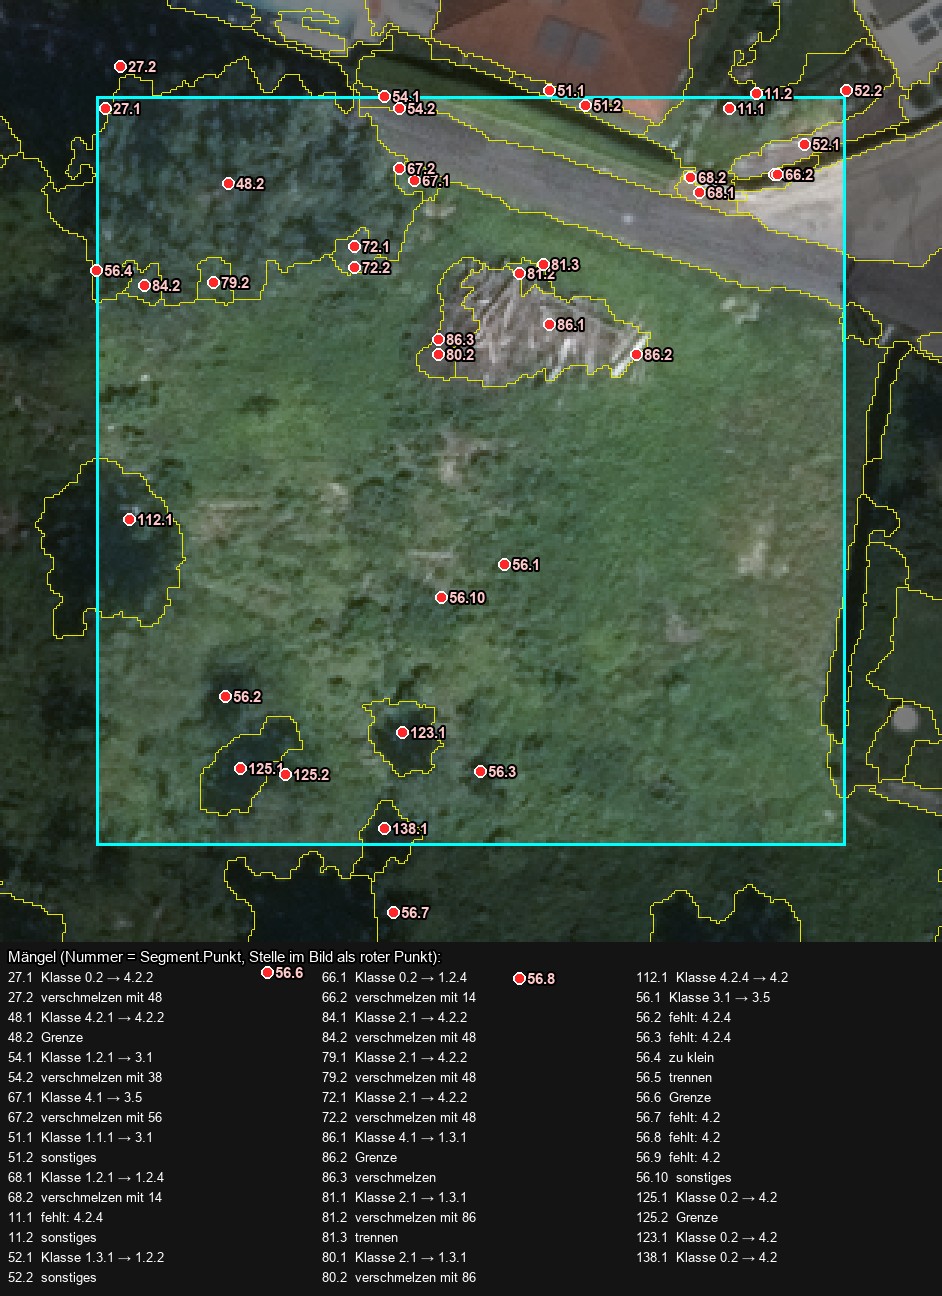 27.2
51.1
11.2
52.2
54.1
51.2
27.1
54.2
11.1
52.1
67.2
66.2
68.2
67.1
48.2
68.1
72.1
81.3
56.4
72.2
81.2
84.2
79.2
86.1
86.3
80.2
86.2
112.1
56.1
56.10
56.2
123.1
125.1
56.3
125.2
138.1
56.7
Mängel (Nummer = Segment.Punkt, Stelle im Bild als roter Punkt):
56.6
56.8
27.1 Klasse 0.2 → 4.2.2
27.2 verschmelzen mit 48
48.1 Klasse 4.2.1 → 4.2.2
48.2 Grenze
54.1 Klasse 1.2.1 → 3.1
54.2 verschmelzen mit 38
67.1 Klasse 4.1 → 3.5
67.2 verschmelzen mit 56
51.1 Klasse 1.1.1 → 3.1
51.2 sonstiges
68.1 Klasse 1.2.1 → 1.2.4
68.2 verschmelzen mit 14
11.1 fehlt: 4.2.4
11.2 sonstiges
52.1 Klasse 1.3.1 → 1.2.2
52.2 sonstiges
66.1 Klasse 0.2 → 1.2.4
66.2 verschmelzen mit 14
84.1 Klasse 2.1 → 4.2.2
84.2 verschmelzen mit 48
79.1 Klasse 2.1 → 4.2.2
79.2 verschmelzen mit 48
72.1 Klasse 2.1 → 4.2.2
72.2 verschmelzen mit 48
86.1 Klasse 4.1 → 1.3.1
86.2 Grenze
86.3 verschmelzen
81.1 Klasse 2.1 → 1.3.1
81.2 verschmelzen mit 86
81.3 trennen
80.1 Klasse 2.1 → 1.3.1
80.2 verschmelzen mit 86
112.1 Klasse 4.2.4 → 4.2
56.1 Klasse 3.1 → 3.5
56.2 fehlt: 4.2.4
56.3 fehlt: 4.2.4
56.4 zu klein
56.5 trennen
56.6 Grenze
56.7 fehlt: 4.2
56.8 fehlt: 4.2
56.9 fehlt: 4.2
56.10 sonstiges
125.1 Klasse 0.2 → 4.2
125.2 Grenze
123.1 Klasse 0.2 → 4.2
138.1 Klasse 0.2 → 4.2